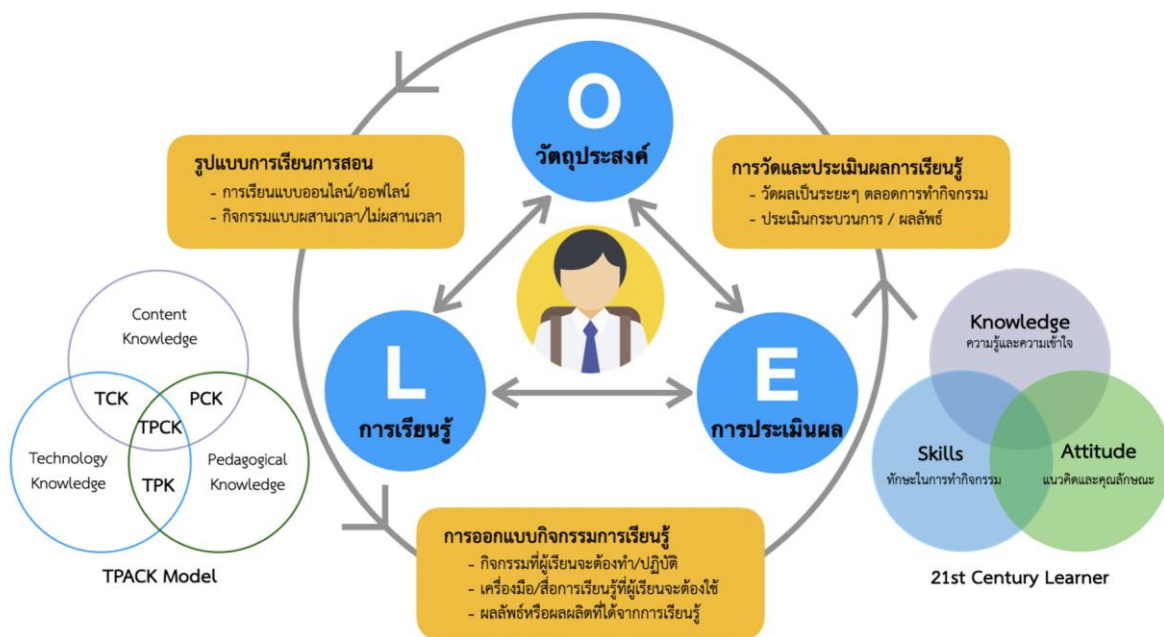 O
วัตถุประสงค์
รูปแบบการเรียนการสอน
- การเรียนแบบออนไลน์/ออฟไลน์
- กิจกรรมแบบผสานเวลา/ไม่ผสานเวลา
การวัดและประเมินผลการเรียนรู้
- วัดผลเป็นระยะๆ ตลอดการทำกิจกรรม
- ประเมินกระบวนการ / ผลลัพธ์
L
การเรียนรู้
E
การประเมินผล
Content
Knowledge
TCK
PCK
TPCK
Technology
Knowledge
TPK
Pedagogical
Knowledge
TPACK Model
Knowledge
ความรู้และความเข้าใจ
Skills
ทักษะในการทำกิจกรรม
Attitude
แนวคิดและคุณลักษณะ
21st Century Learner
การออกแบบกิจกรรมการเรียนรู้
- กิจกรรมที่ผู้เรียนจะต้องทำ/ปฏิบัติ
- เครื่องมือ/สื่อการเรียนรู้ที่ผู้เรียนจะต้องใช้
- ผลลัพธ์หรือผลผลิตที่ได้จากการเรียนรู้